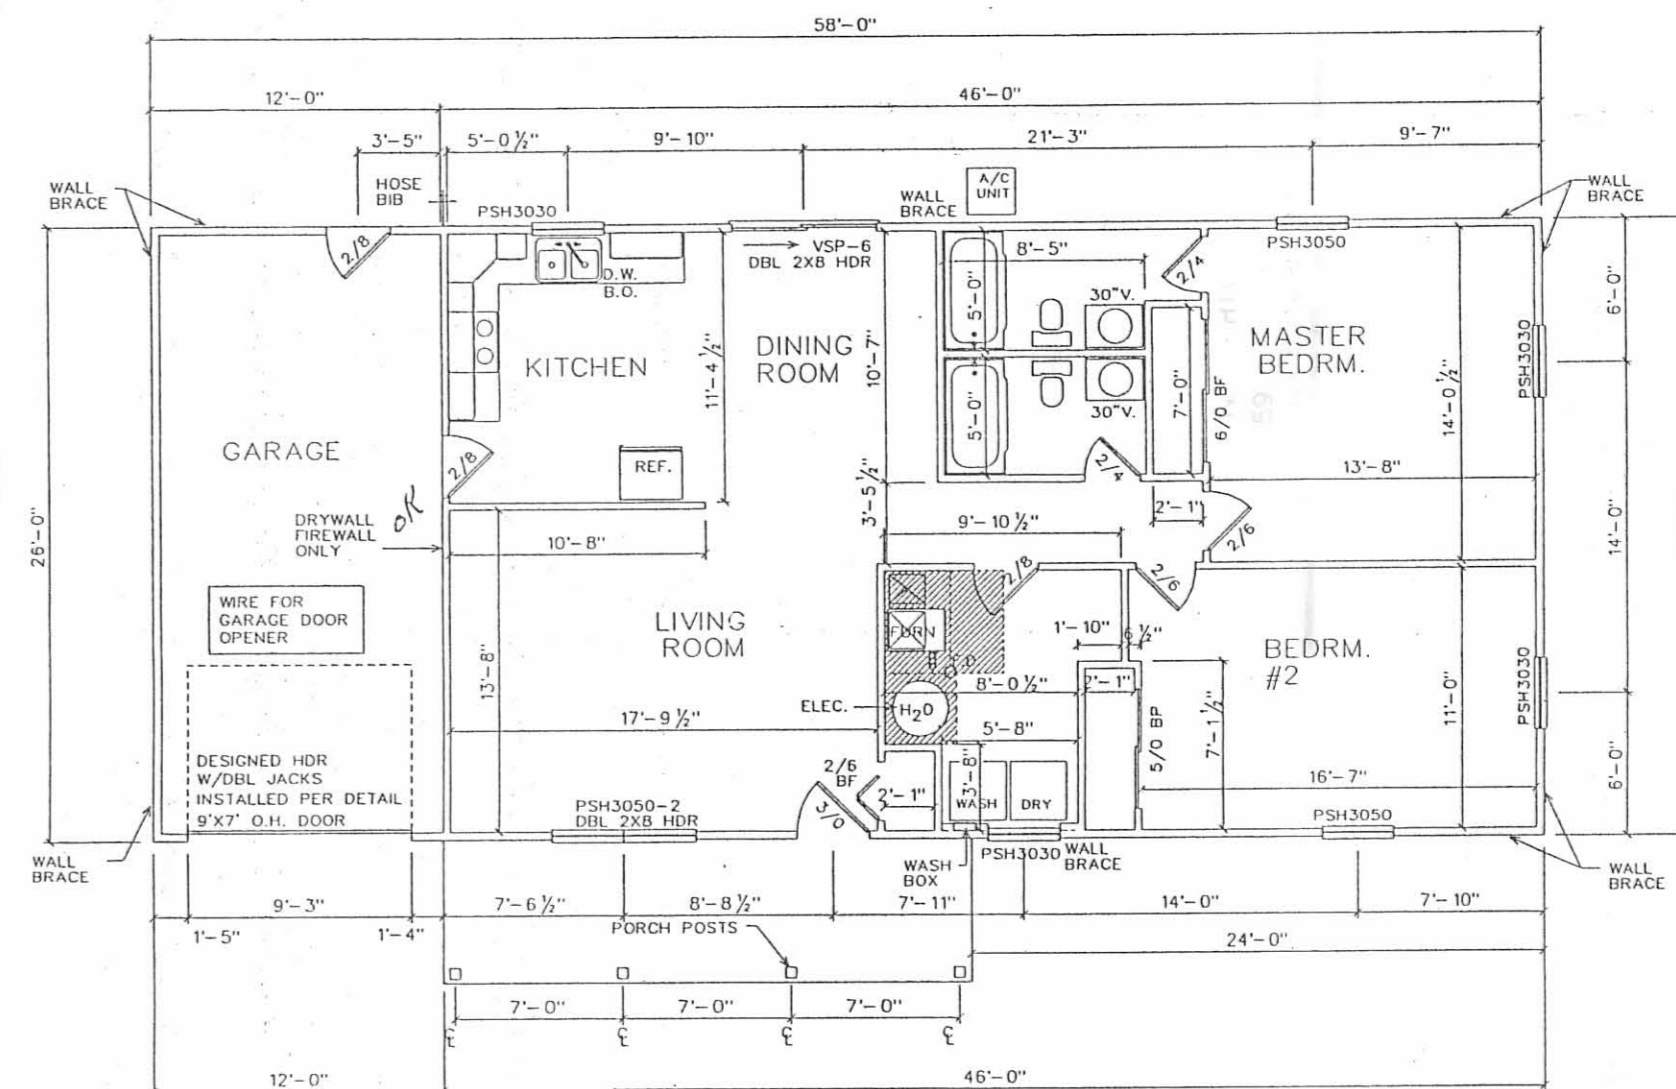 58'-0"
12'-0"
46'-0"
3'-5"
5'-0 ½"
9'-10"
21'-3"
9'-7"
WALL
BRACE
HOSE
BIB
PSH3030
WALL
BRACE
A/C
UNIT
WALL
BRACE
2/8
D.W.
B.O.
VSP-6
DBL 2X8 HDR
8'-5"
2/4
PSH3050
6'-0"
5'-0"
30"V.
KITCHEN
11'-4 ½"
DINING
ROOM
10'-7"
MASTER
BEDRM.
PSH3030
5'-0"
30"V.
7'-0"
6/0 BF
14'-0 ½"
GARAGE
2/8
REF.
2/4
13'-8"
26'-0"
DRYWALL
FIREWALL
ONLY
OK
10'-8"
3'-5 ½"
9'-10 ½"
2'-1"
2/6
14'-0"
WIRE FOR
GARAGE DOOR
OPENER
LIVING
ROOM
FURN
2/8
2/6
1'-10"
6 ½"
BEDRM.
#2
PSH3030
13'-8"
17'-9 ½"
ELEC.
H2O
8'-0 ½"
2'-1"
5'-8"
5/0 BP
7'-1 ½"
11'-0"
DESIGNED HDR
W/DBL JACKS
INSTALLED PER DETAIL
9'X7' O.H. DOOR
2/6
BF
2'-1"
3'-8"
WASH
DRY
16'-7"
6'-0"
PSH3050-2
DBL 2X8 HDR
3/0
PSH3050
WALL
BRACE
WASH
BOX
PSH3030
WALL
BRACE
WALL
BRACE
9'-3"
7'-6 ½"
8'-8 ½"
7'-11"
14'-0"
7'-10"
1'-5"
1'-4"
PORCH POSTS
24'-0"
7'-0"
7'-0"
7'-0"
℄
℄
℄
℄
12'-0"
46'-0"